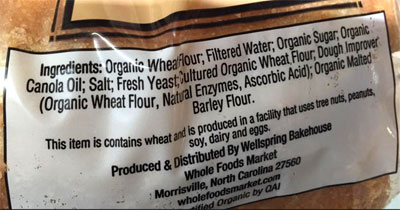 Ingredients: Organic Wheat Flour; Filtered Water; Organic Sugar; Organic
Canola Oil; Salt; Fresh Yeast; Cultured Organic Wheat Flour; Dough Improver
(Organic Wheat Flour, Natural Enzymes, Ascorbic Acid); Organic Malted
Barley Flour.
This item is contains wheat and is produced in a facility that uses tree nuts, peanuts,
soy, dairy and eggs.
Produced & Distributed By Wellspring Bakehouse
Whole Foods Market
Morrisville, North Carolina 27560
wholefoodsmarket.com
Certified Organic by QAI